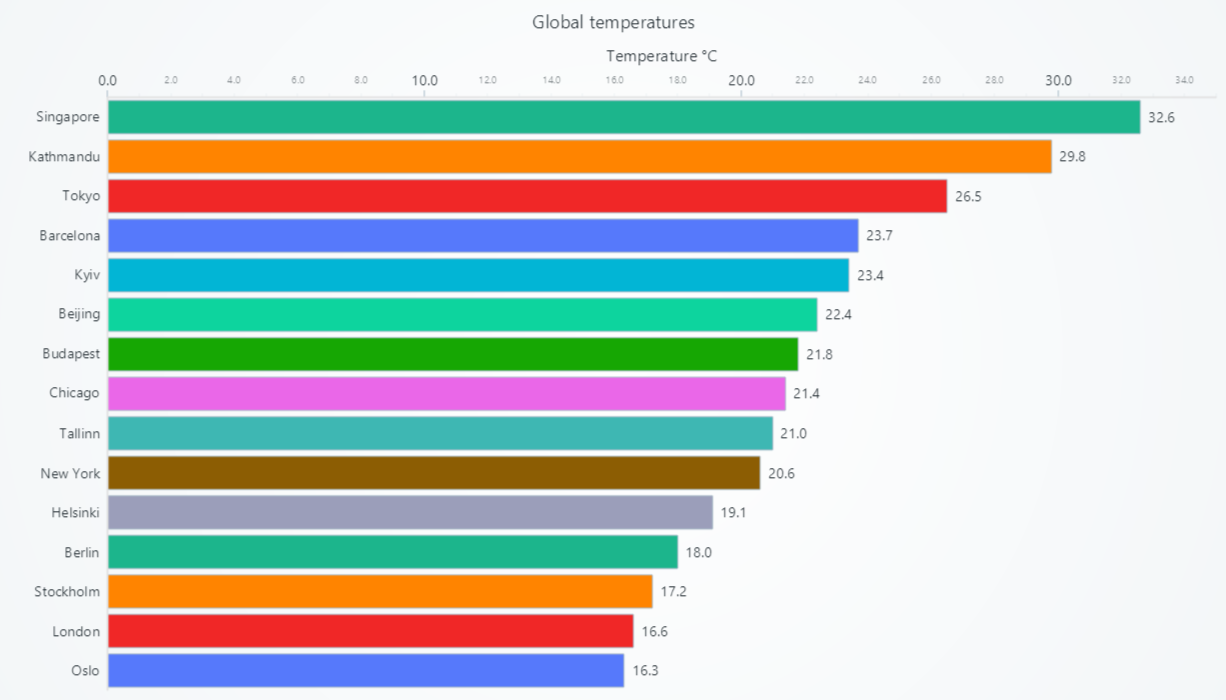 Global temperatures
Temperature °C
0.0 2.0 4.0 6.0 8.0 10.0 12.0 14.0 16.0 18.0 20.0 22.0 24.0 26.0 28.0 30.0 32.0 34.0
Singapore 32.6
Kathmandu 29.8
Tokyo 26.5
Barcelona 23.7
Kyiv 23.4
Beijing 22.4
Budapest 21.8
Chicago 21.4
Tallinn 21.0
New York 20.6
Helsinki 19.1
Berlin 18.0
Stockholm 17.2
London 16.6
Oslo 16.3